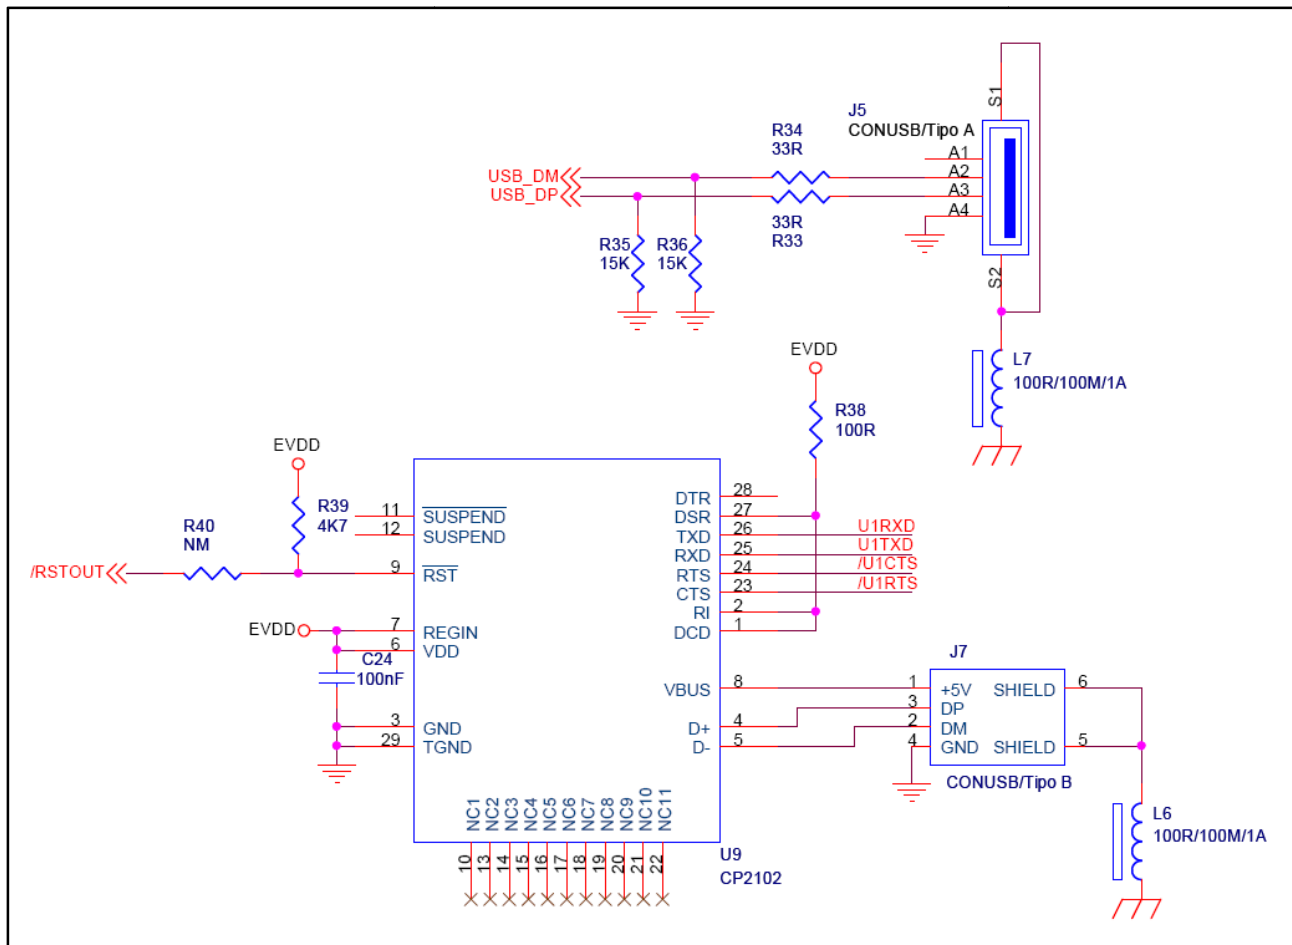 S1
J5
CONUSB/Tipo A
R34
33R
A1
A2
A3
A4
USB_DM
USB_DP
33R
R33
R35
15K
R36
15K
S2
EVDD
L7
100R/100M/1A
R38
100R
EVDD
R39
4K7
R40
NM
/RSTOUT
11 SUSPEND
12 SUSPEND
9 RST
EVDD
7 REGIN
6 VDD
C24
100nF
3 GND
29 TGND
DTR 28
DSR 27
TXD 26 U1RXD
RXD 25 U1TXD
RTS 24 /U1CTS
CTS 23 /U1RTS
RI 2
DCD 1
VBUS 8
D+ 4
D- 5
J7
1 +5V SHIELD 6
3 DP
2 DM
4 GND SHIELD 5
CONUSB/Tipo B
L6
100R/100M/1A
NC1 NC2 NC3 NC4 NC5 NC6 NC7 NC8 NC9 NC10 NC11
10 13 14 15 16 17 18 19 20 21 22
U9
CP2102